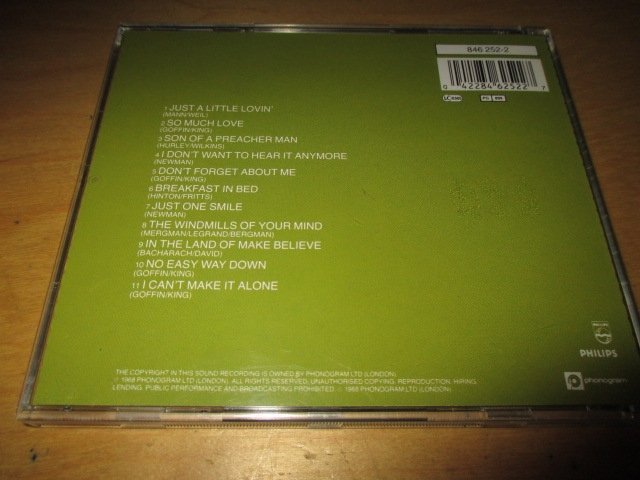 846 252-2
0 42284 62522 7
1 JUST A LITTLE LOVIN'
(MANN/WEIL)
2 SO MUCH LOVE
(GOFFIN/KING)
3 SON OF A PREACHER MAN
(HURLEY/WILKINS)
4 I DON'T WANT TO HEAR IT ANYMORE
(NEWMAN)
5 DON'T FORGET ABOUT ME
(GOFFIN/KING)
6 BREAKFAST IN BED
(HINTON/FRITTS)
7 JUST ONE SMILE
(NEWMAN)
8 THE WINDMILLS OF YOUR MIND
(MERGMAN/LEGRAND/BERGMAN)
9 IN THE LAND OF MAKE BELIEVE
(BACHARACH/DAVID)
10 NO EASY WAY DOWN
(GOFFIN/KING)
11 I CAN'T MAKE IT ALONE
(GOFFIN/KING)
PHILIPS
phonogram
THE COPYRIGHT IN THIS SOUND RECORDING IS OWNED BY PHONOGRAM LTD (LONDON)
℗ 1968 PHONOGRAM LTD (LONDON). ALL RIGHTS RESERVED. UNAUTHORISED COPYING, REPRODUCTION, HIRING,
LENDING, PUBLIC PERFORMANCE AND BROADCASTING PROHIBITED. ℗ 1968 PHONOGRAM LTD (LONDON)